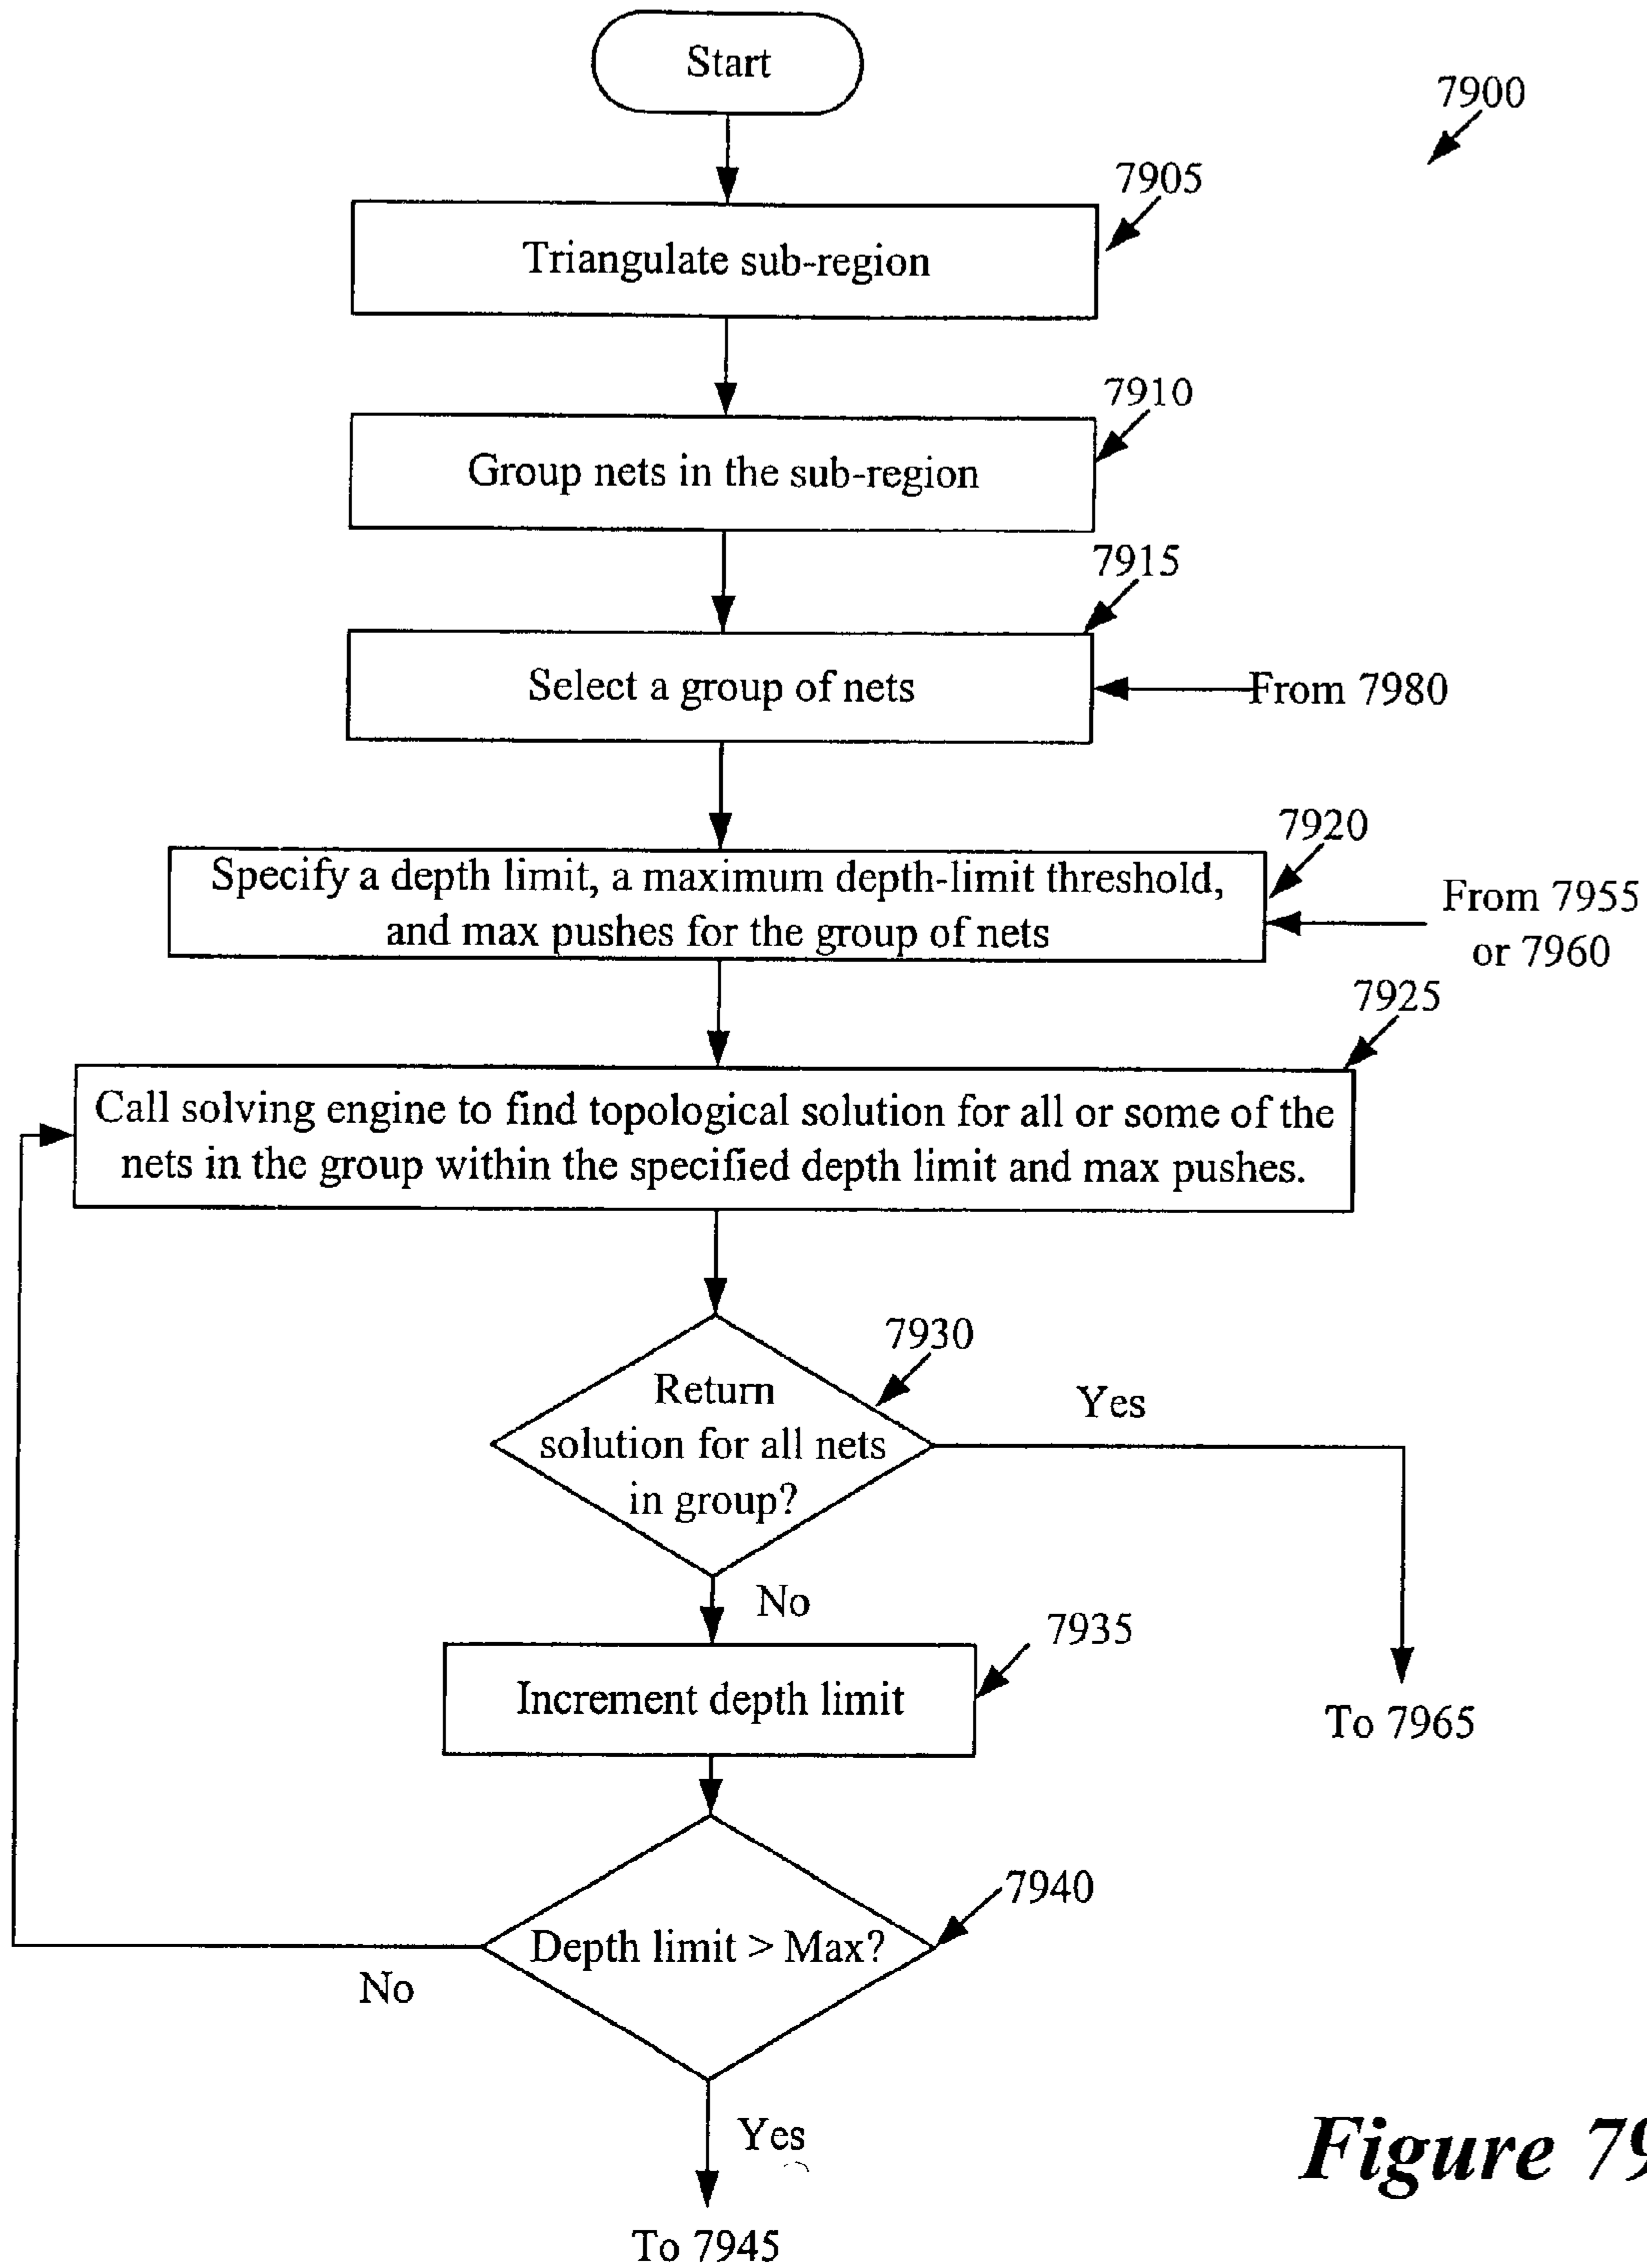 Start
7900
7905
Triangulate sub-region
7910
Group nets in the sub-region
7915
Select a group of nets
From 7980
7920
Specify a depth limit, a maximum depth-limit threshold,
and max pushes for the group of nets
From 7955
or 7960
7925
Call solving engine to find topological solution for all or some of the
nets in the group within the specified depth limit and max pushes.
7930
Return
solution for all nets
in group?
Yes
No
7935
Increment depth limit
To 7965
7940
Depth limit > Max?
No
Yes
To 7945
Figure 79